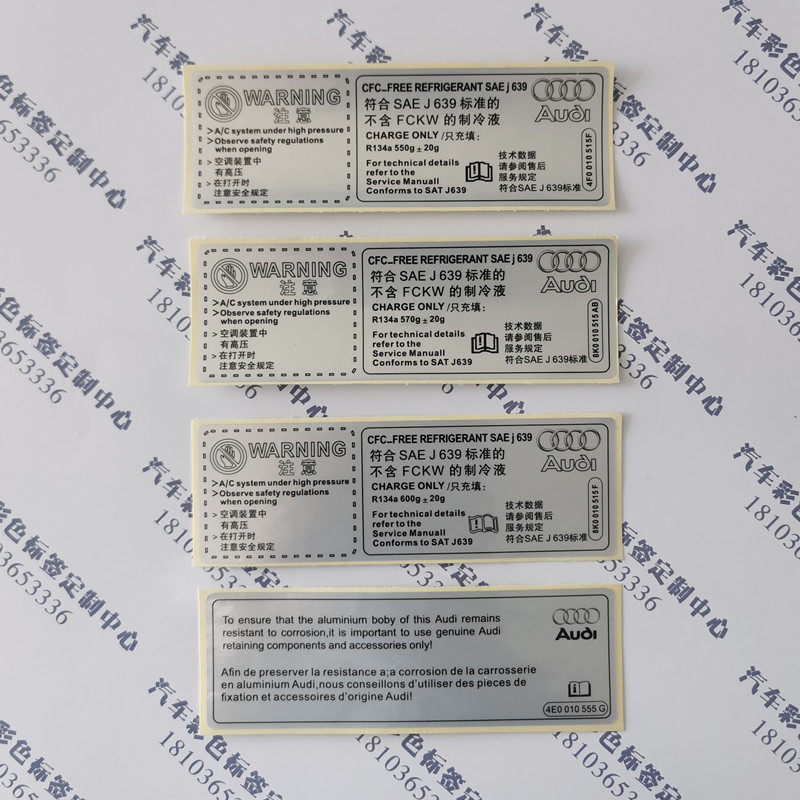 WARNING
注意
>A/C system under high pressure
>Observe safety regulations
when opening
>空调装置中
有高压
>在打开时
注意安全规定
CFC-FREE REFRIGERANT SAE j 639
符合 SAE J 639 标准的
不含 FCKW 的制冷液
CHARGE ONLY /只充填:
R134a 550g ± 20g
For technical details
refer to the
Service Manuall
Conforms to SAT J639
技术数据
请参阅售后
服务规定
符合SAE J 639标准
Audi
4F0 010 515F
WARNING
注意
>A/C system under high pressure
>Observe safety regulations
when opening
>空调装置中
有高压
>在打开时
注意安全规定
CFC-FREE REFRIGERANT SAE j 639
符合 SAE J 639 标准的
不含 FCKW 的制冷液
CHARGE ONLY /只充填:
R134a 570g ± 20g
For technical details
refer to the
Service Manuall
Conforms to SAT J639
技术数据
请参阅售后
服务规定
符合SAE J 639标准
Audi
8K0 010 515 AB
WARNING
注意
>A/C system under high pressure
>Observe safety regulations
when opening
>空调装置中
有高压
>在打开时
注意安全规定
CFC-FREE REFRIGERANT SAE j 639
符合 SAE J 639 标准的
不含 FCKW 的制冷液
CHARGE ONLY /只充填:
R134a 600g ± 20g
For technical details
refer to the
Service Manuall
Conforms to SAT J639
技术数据
请参阅售后
服务规定
符合SAE J 639标准
Audi
8K0 010 515 F
To ensure that the aluminium boby of this Audi remains
resistant to corrosion,it is important to use genuine Audi
retaining components and accessories only!
Afin de preserver la resistance a;a corrosion de la carrosserie
en aluminium Audi,nous conseillons d'utiliser des pieces de
fixation et accessoires d'origine Audi!
Audi
4E0 010 555 G
汽车彩色标签定制中心
18103653336